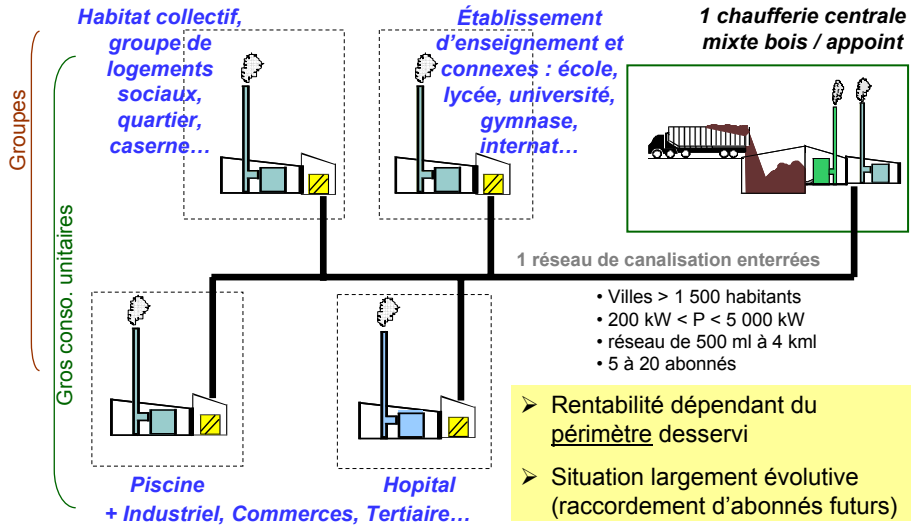 Habitat collectif,
groupe de
logements
sociaux,
quartier,
caserne…
Établissement
d'enseignement et
connexes : école,
lycée, université,
gymnase,
internat…
1 chaufferie centrale
mixte bois / appoint
Groupes
Gros conso. unitaires
1 réseau de canalisation enterrées
• Villes > 1 500 habitants
• 200 kW < P < 5 000 kW
• réseau de 500 ml à 4 kml
• 5 à 20 abonnés
➢ Rentabilité dépendant du
périmètre desservi
➢ Situation largement évolutive
(raccordement d'abonnés futurs)
Piscine
Hopital
+ Industriel, Commerces, Tertiaire…